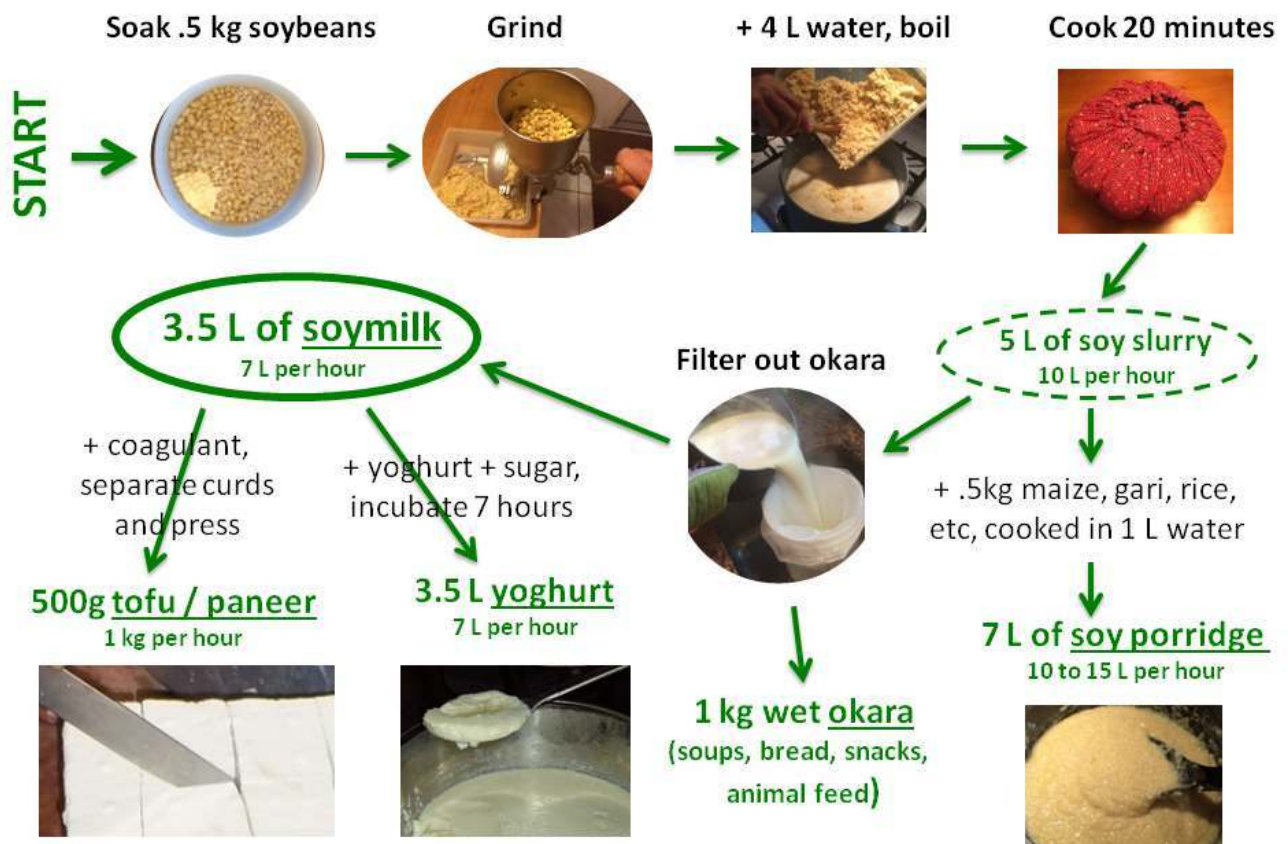 START
Soak .5 kg soybeans
Grind
+ 4 L water, boil
Cook 20 minutes
5 L of soy slurry
10 L per hour
Filter out okara
3.5 L of soymilk
7 L per hour
+ coagulant,
separate curds
and press
+ yoghurt + sugar,
incubate 7 hours
+ .5kg maize, gari, rice,
etc, cooked in 1 L water
500g tofu / paneer
1 kg per hour
3.5 L yoghurt
7 L per hour
1 kg wet okara
(soups, bread, snacks,
animal feed)
7 L of soy porridge
10 to 15 L per hour